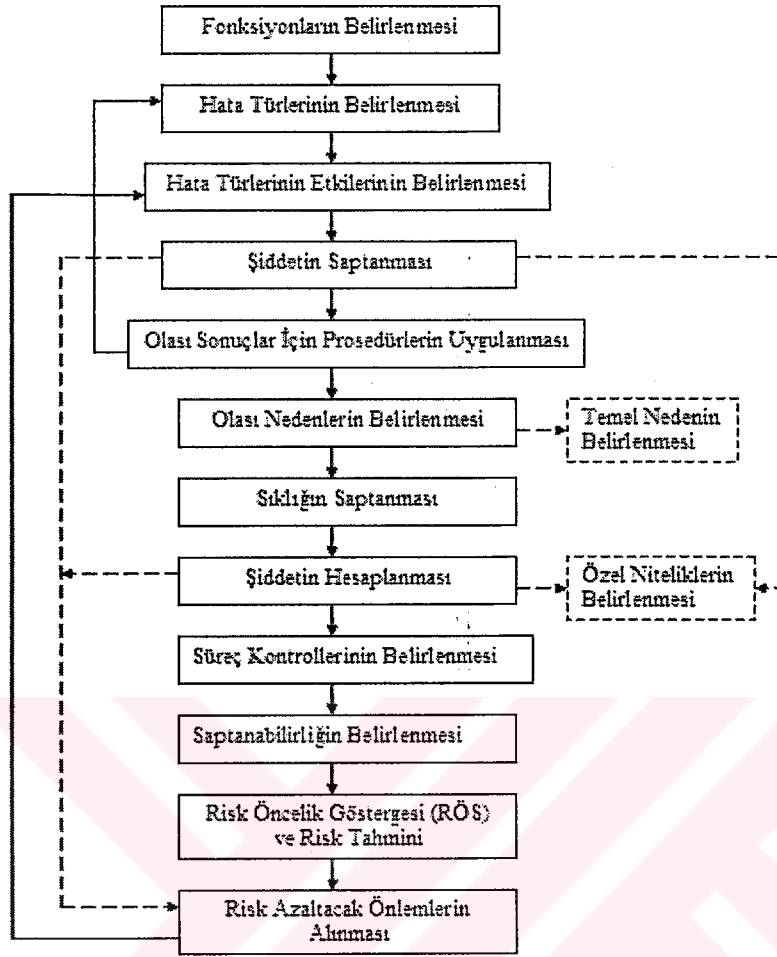 Fonksiyonların Belirlenmesi
Hata Türlerinin Belirlenmesi
Hata Türlerinin Etkilerinin Belirlenmesi
Şiddetin Saptanması
Olası Sonuçlar İçin Prosedürlerin Uygulanması
Olası Nedenlerin Belirlenmesi
Temel Nedenin
Belirlenmesi
Sıklığın Saptanması
Şiddetin Hesaplanması
Özel Niteliklerin
Belirlenmesi
Süreç Kontrollerinin Belirlenmesi
Saptanabilirliğin Belirlenmesi
Risk Öncelik Göstergesi (RÖS)
ve Risk Tahmini
Risk Azaltacak Önlemlerin
Alınması